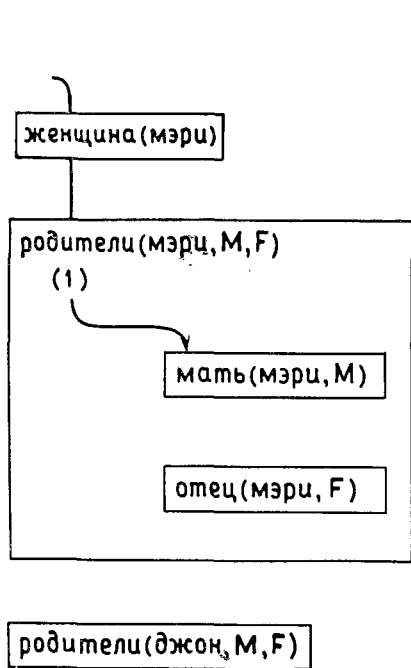 женщина(мэри)
родители(мэри,M,F)
(1)
мать(мэри,M)
отец(мэри,F)
родители(джон,M,F)